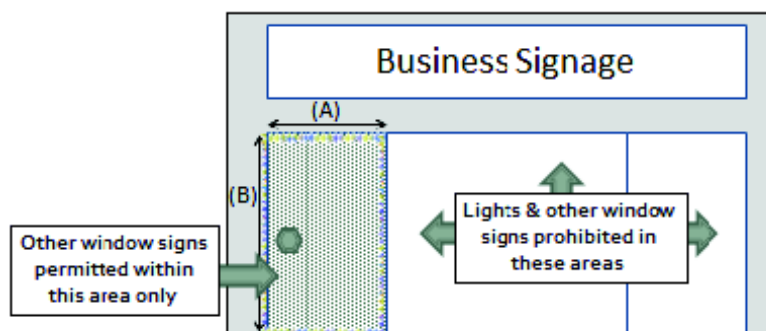 Business Signage
(A)
(B)
Other window signs
permitted within
this area only
Lights & other window
signs prohibited in
these areas